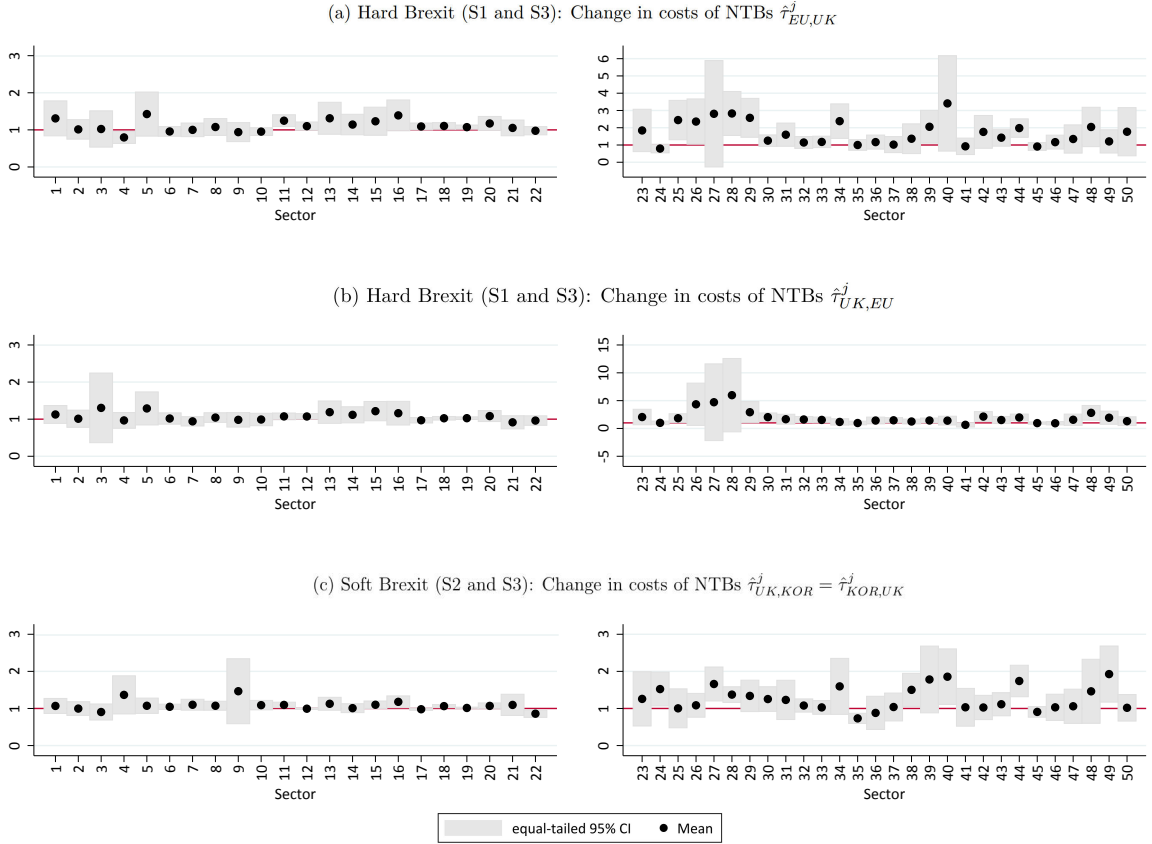 (a) Hard Brexit (S1 and S3): Change in costs of NTBs τ̂ʲ_EU,UK
3
2
1
0
1 2 3 4 5 6 7 8 9 10 11 12 13 14 15 16 17 18 19 20 21 22
Sector
6
5
4
3
2
1
0
23 24 25 26 27 28 29 30 31 32 33 34 35 36 37 38 39 40 41 42 43 44 45 46 47 48 49 50
Sector
(b) Hard Brexit (S1 and S3): Change in costs of NTBs τ̂ʲ_UK,EU
3
2
1
0
1 2 3 4 5 6 7 8 9 10 11 12 13 14 15 16 17 18 19 20 21 22
Sector
15
10
5
0
-5
23 24 25 26 27 28 29 30 31 32 33 34 35 36 37 38 39 40 41 42 43 44 45 46 47 48 49 50
Sector
(c) Soft Brexit (S2 and S3): Change in costs of NTBs τ̂ʲ_UK,KOR = τ̂ʲ_KOR,UK
3
2
1
0
1 2 3 4 5 6 7 8 9 10 11 12 13 14 15 16 17 18 19 20 21 22
Sector
3
2
1
0
23 24 25 26 27 28 29 30 31 32 33 34 35 36 37 38 39 40 41 42 43 44 45 46 47 48 49 50
Sector
equal-tailed 95% CI Mean